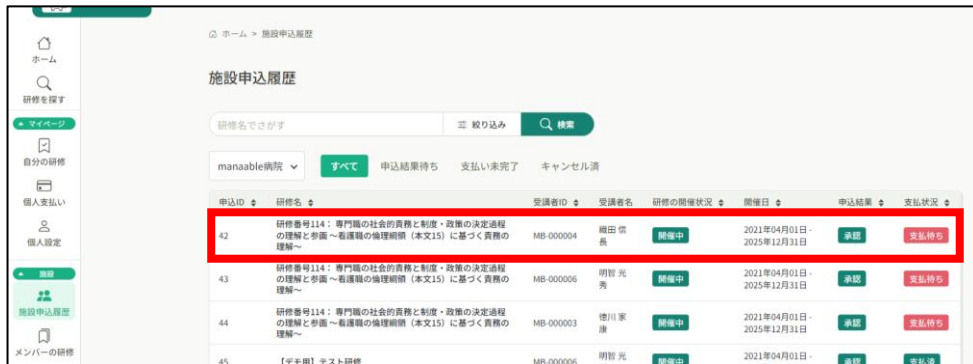 ホーム > 施設申込履歴
ホーム
研修を探す
マイページ
自分の研修
個人支払い
個人設定
施設
施設申込履歴
メンバーの研修
施設申込履歴
研修名でさがす 絞り込み 検索
manaable病院 すべて 申込結果待ち 支払い未完了 キャンセル済
申込ID 研修名 受講者ID 受講者名 研修の開催状況 開催日 申込結果 支払状況
42 研修番号114： 専門職の社会的責務と制度・政策の決定過程
の理解と参画 ～看護職の倫理綱領（本文15）に基づく責務の
理解～ MB-000004 織田 信
長 開催中 2021年04月01日 -
2025年12月31日 承認 支払待ち
43 研修番号114： 専門職の社会的責務と制度・政策の決定過程
の理解と参画 ～看護職の倫理綱領（本文15）に基づく責務の
理解～ MB-000006 明智 光
秀 開催中 2021年04月01日 -
2025年12月31日 承認 支払待ち
44 研修番号114： 専門職の社会的責務と制度・政策の決定過程
の理解と参画 ～看護職の倫理綱領（本文15）に基づく責務の
理解～ MB-000003 徳川 家
康 開催中 2021年04月01日 -
2025年12月31日 承認 支払待ち
45 【デモ用】テスト研修 MB-000006 明智 光 開催中 2021年04月01日 - 承認 支払済